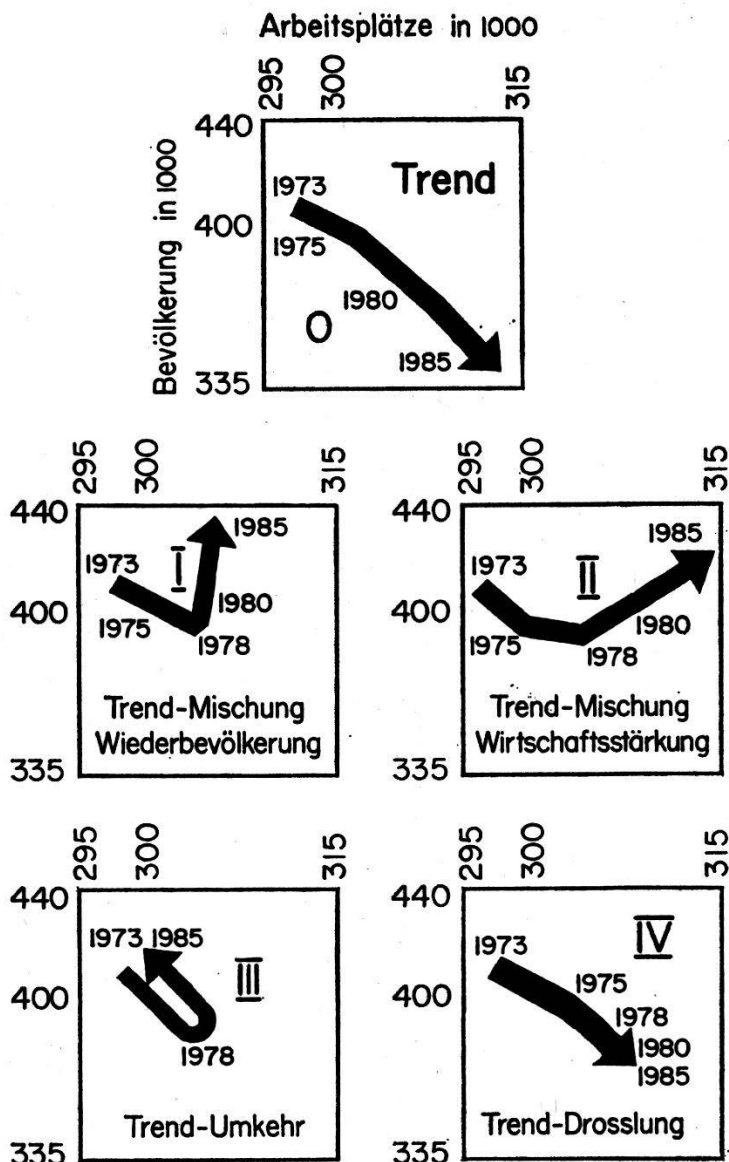 Arbeitsplätze in 1000
295 300 315
Bevölkerung in 1000
440
Trend
1973
400
1975
1980
O
1985
335
295 300 315
440
1985
I
1973
400
1980
1975
1978
Trend-Mischung
Wiederbevölkerung
335
295 300 315
440
1985
1973
II
400
1980
1975
1978
Trend-Mischung
Wirtschaftsstärkung
335
295 300 315
440
1973 1985
III
400
1978
Trend-Umkehr
335
295 300 315
440
IV
1973
1975
400
1978
1980
1985
Trend-Drosslung
335